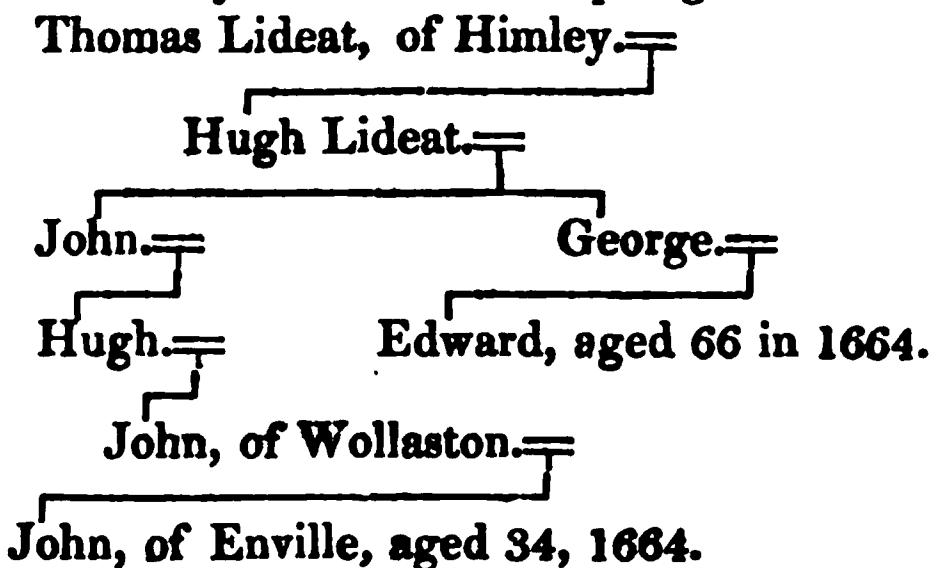 Thomas Lideat, of Himley.
Hugh Lideat.
John. George.
Hugh. Edward, aged 66 in 1664.
John, of Wollaston.
John, of Enville, aged 34, 1664.